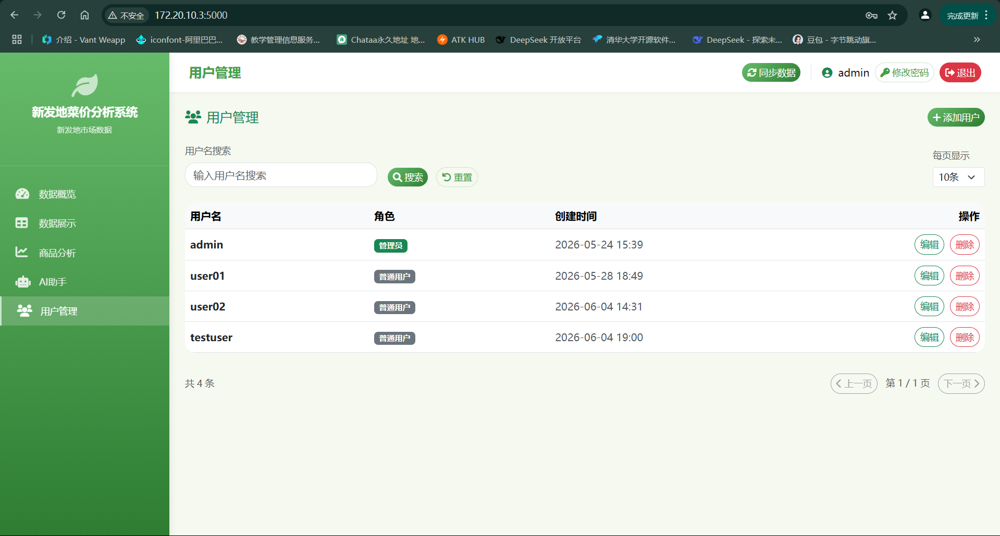 不安全 172.20.10.3:5000 完成更新
介绍 - Vant Weapp iconfont-阿里巴巴... 教学管理信息服务... Chataa永久地址 地... ATK HUB DeepSeek 开放平台 清华大学开源软件... DeepSeek - 探索未... 豆包 - 字节跳动旗... »
新发地菜价分析系统
新发地市场数据
数据概览
数据展示
商品分析
AI助手
用户管理
用户管理 同步数据 admin 修改密码 退出
用户管理 添加用户
用户名搜索 每页显示
输入用户名搜索 搜索 重置 10条
用户名 角色 创建时间 操作
admin 管理员 2026-05-24 15:39 编辑 删除
user01 普通用户 2026-05-28 18:49 编辑 删除
user02 普通用户 2026-06-04 14:31 编辑 删除
testuser 普通用户 2026-06-04 19:00 编辑 删除
共 4 条 上一页 第 1 / 1 页 下一页